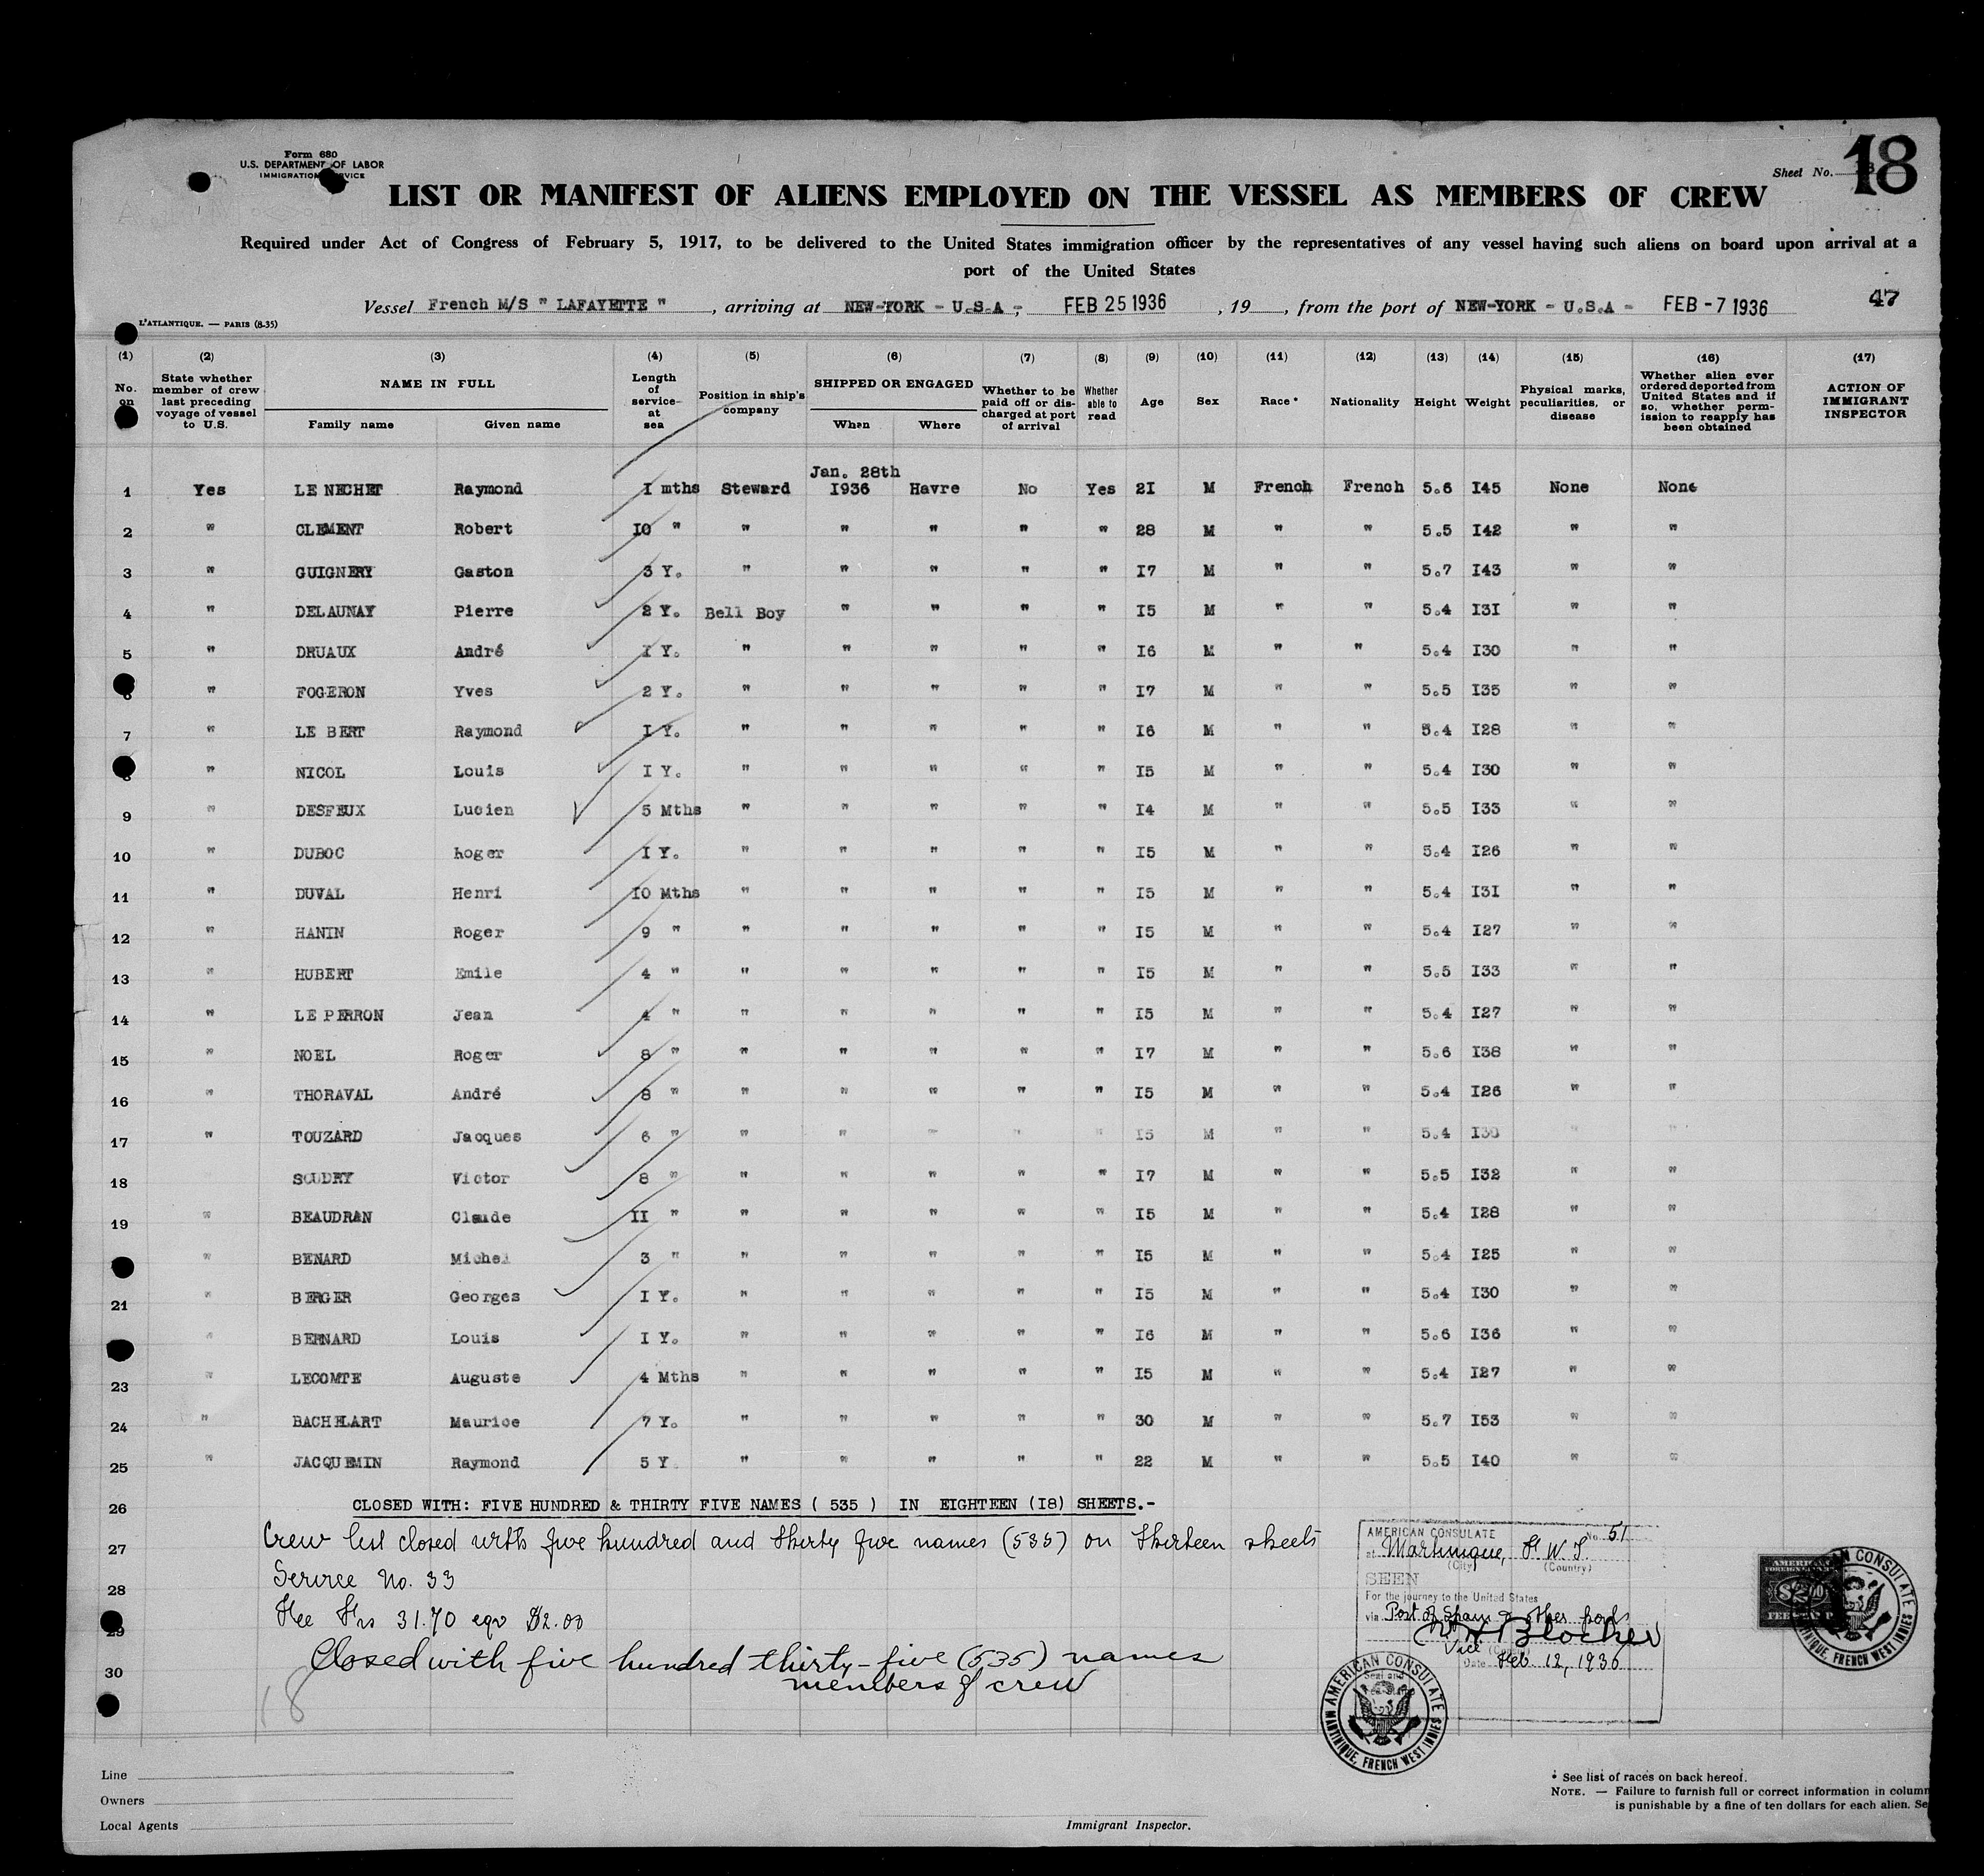 Form 680
U.S. DEPARTMENT OF LABOR
IMMIGRATION SERVICE
Sheet No. 18
LIST OR MANIFEST OF ALIENS EMPLOYED ON THE VESSEL AS MEMBERS OF CREW
Required under Act of Congress of February 5, 1917, to be delivered to the United States immigration officer by the representatives of any vessel having such aliens on board upon arrival at a
port of the United States
Vessel French M/S " LAFAYETTE " , arriving at NEW-YORK - U.S.A ; FEB 25 1936 , 19 , from the port of NEW-YORK - U.S.A - FEB - 7 1936 47
L'ATLANTIQUE. — PARIS (8-35)
(1) (2) (3) (4) (5) (6) (7) (8) (9) (10) (11) (12) (13) (14) (15) (16) (17)
No. on
State whether member of crew last preceding voyage of vessel to U.S.
NAME IN FULL
Family name Given name
Length of service at sea
Position in ship's company
SHIPPED OR ENGAGED
When Where
Whether to be paid off or discharged at port of arrival
Whether able to read
Age
Sex
Race *
Nationality
Height
Weight
Physical marks, peculiarities, or disease
Whether alien ever ordered deported from United States and if so, whether permission to reapply has been obtained
ACTION OF IMMIGRANT INSPECTOR
Jan. 28th
1 Yes LE NECHET Raymond I mths Steward I936 Havre No Yes 2I M French French 5.6 I45 None None
2 " CLEMENT Robert IO " " " " " " 28 M " " 5.5 I42 " "
3 " GUIGNERY Gaston 3 Y. " " " " " I7 M " " 5.7 I43 " "
4 " DELAUNAY Pierre 2 Y. Bell Boy " " " " I5 M " " 5.4 I3I " "
5 " DRUAUX André I Y. " " " " " I6 M " " 5.4 I30 " "
6 " FOGERON Yves 2 Y. " " " " " I7 M " " 5.5 I35 " "
7 " LE BERT Raymond I Y. " " " " " I6 M " " 5.4 I28 " "
8 " NICOL Louis I Y. " " " " " I5 M " " 5.4 I30 " "
9 " DESFEUX Lucien 5 Mths " " " " " I4 M " " 5.5 I33 " "
10 " DUBOC Roger I Y. " " " " " I5 M " " 5.4 I26 " "
11 " DUVAL Henri IO Mths " " " " " I5 M " " 5.4 I3I " "
12 " HANIN Roger 9 " " " " " " I5 M " " 5.4 I27 " "
13 " HUBERT Emile 4 " " " " " " I5 M " " 5.5 I33 " "
14 " LE PERRON Jean 4 " " " " " " I5 M " " 5.4 I27 " "
15 " NOEL Roger 8 " " " " " " I7 M " " 5.6 I38 " "
16 " THORAVAL André 8 " " " " " " I5 M " " 5.4 I26 " "
17 " TOUZARD Jacques 6 " " " " " " I5 M " " 5.4 I30 " "
18 SOUDRY Victor 8 " " " " " " I7 M " " 5.5 I32 " "
19 " BEAUDRAN Claude II " " " " " " I5 M " " 5.4 I28 " "
" BENARD Michel 3 " " " " " " I5 M " " 5.4 I25 " "
21 " BERGER Georges I Y. " " " " " I5 M " " 5.4 I30 " "
" BERNARD Louis I Y. " " " " " I6 M " " 5.6 I36 " "
23 " LECOMTE Auguste 4 Mths " " " " " I5 M " " 5.4 I27 " "
24 " BACHELART Maurice 7 Y. " " " " " 30 M " " 5.7 I53 " "
25 " JACQUEMIN Raymond 5 Y " " " " " 22 M " " 5.5 I40 " "
26 CLOSED WITH: FIVE HUNDRED & THIRTY FIVE NAMES ( 535 ) IN EIGHTEEN (I8) SHEETS.-
27 Crew list closed with five hundred and thirty five names (535) on thirteen sheets
28 Service No. 33
29 Fee Frs 31.70 eqv $2.00
30 Closed with five hundred thirty-five (535) names
members of crew
18
AMERICAN CONSULATE No. 51
at Martinique, F. W. I.
(City) (Country)
SEEN
For the journey to the United States
via Port of Spain & other ports
W H Blocker
Vice (Consul)
Date Feb. 12, 1936
Seal and
AMERICAN CONSULATE
MARTINIQUE, FRENCH WEST INDIES
AMERICAN
$2.00
AMERICAN CONSULATE
MARTINIQUE, FRENCH WEST INDIES
Line
Owners
Local Agents
Immigrant Inspector.
* See list of races on back hereof.
NOTE. — Failure to furnish full or correct information in column
is punishable by a fine of ten dollars for each alien. Se